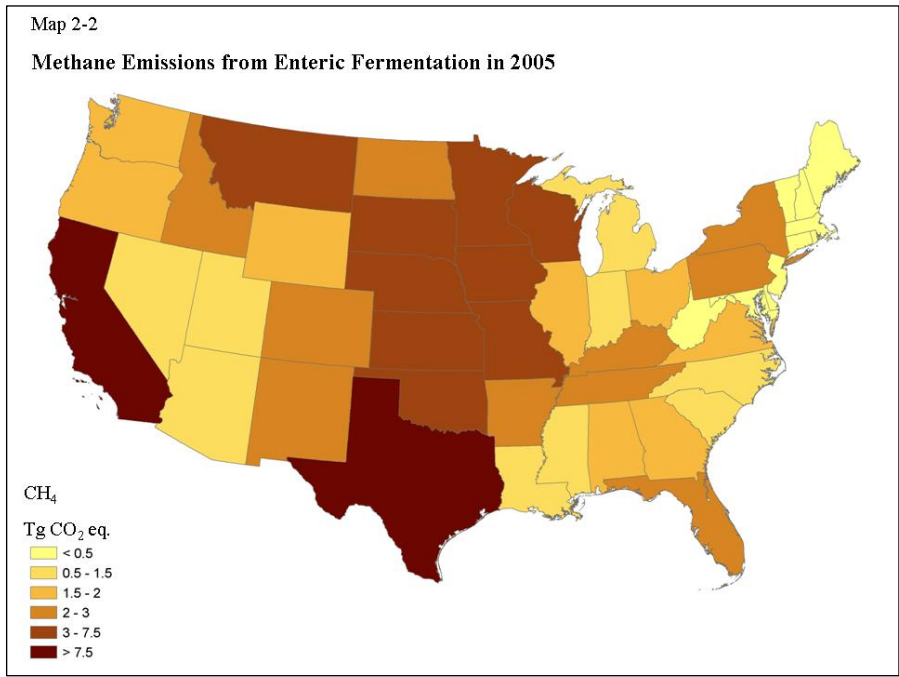 Map 2-2
Methane Emissions from Enteric Fermentation in 2005
CH₄
Tg CO₂ eq.
< 0.5
0.5 - 1.5
1.5 - 2
2 - 3
3 - 7.5
> 7.5